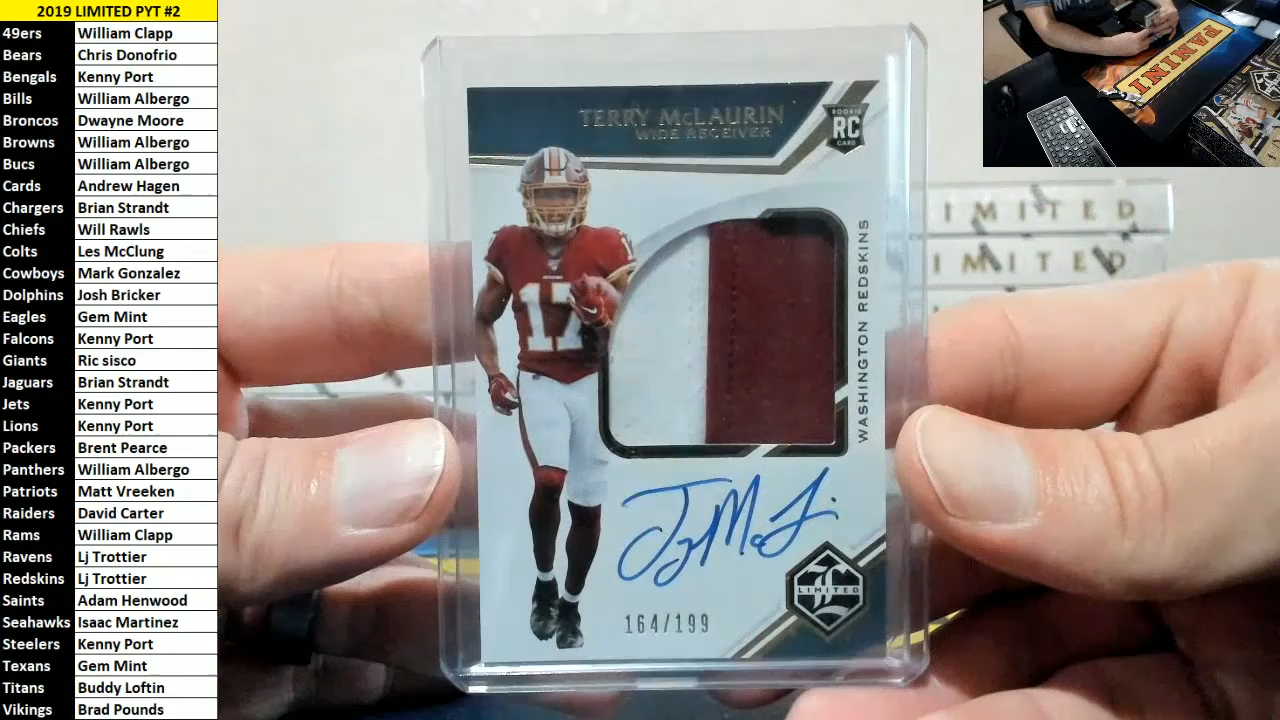 2019 LIMITED PYT #2
49ers William Clapp
Bears Chris Donofrio
Bengals Kenny Port
Bills William Albergo
Broncos Dwayne Moore
Browns William Albergo
Bucs William Albergo
Cards Andrew Hagen
Chargers Brian Strandt
Chiefs Will Rawls
Colts Les McClung
Cowboys Mark Gonzalez
Dolphins Josh Bricker
Eagles Gem Mint
Falcons Kenny Port
Giants Ric sisco
Jaguars Brian Strandt
Jets Kenny Port
Lions Kenny Port
Packers Brent Pearce
Panthers William Albergo
Patriots Matt Vreeken
Raiders David Carter
Rams William Clapp
Ravens Lj Trottier
Redskins Lj Trottier
Saints Adam Henwood
Seahawks Isaac Martinez
Steelers Kenny Port
Texans Gem Mint
Titans Buddy Loftin
Vikings Brad Pounds
TERRY McLAURIN
WIDE RECEIVER
ROOKIE
RC
CARD
17
WASHINGTON REDSKINS
LIMITED
164/199
PANINI
LIMITED
LIMITED